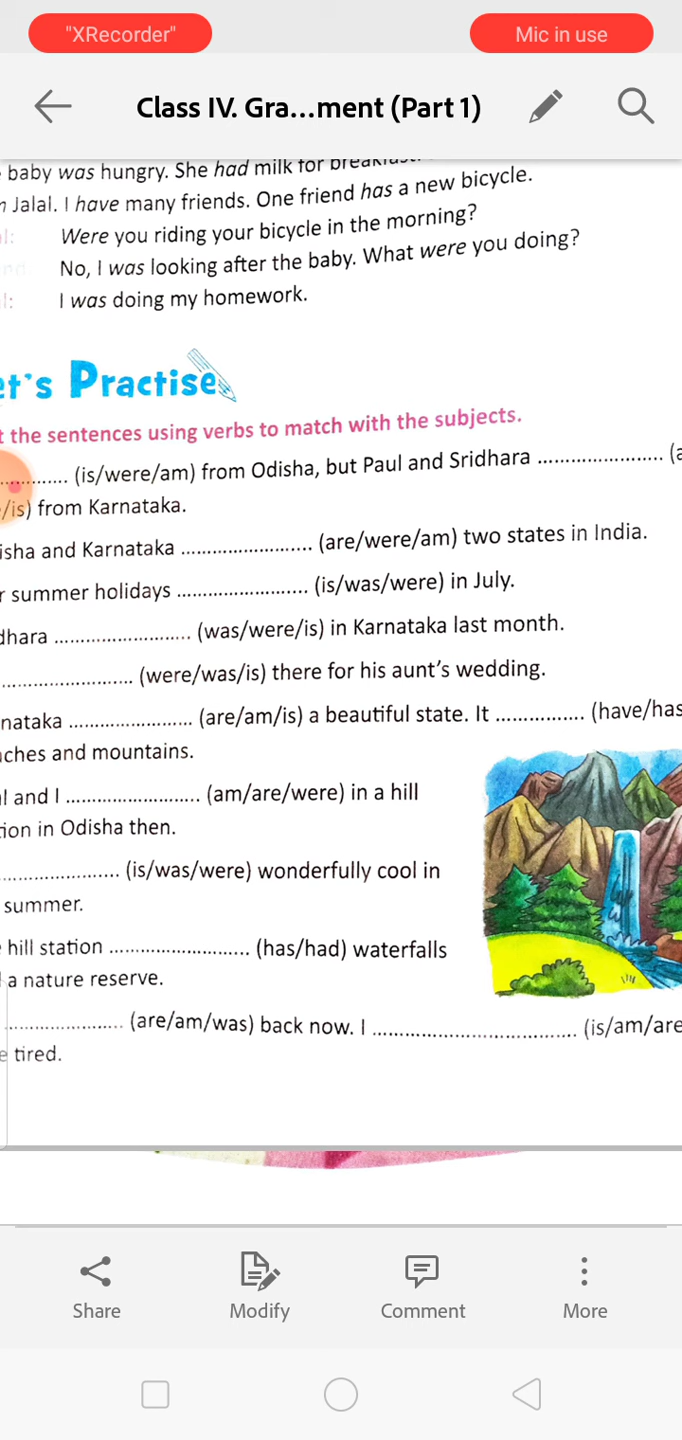 "XRecorder"
Mic in use
Class IV. Gra...ment (Part 1)
baby was hungry. She had milk for breakfast.
Jalal. I have many friends. One friend has a new bicycle.
Were you riding your bicycle in the morning?
No, I was looking after the baby. What were you doing?
l: I was doing my homework.
et's Practise
t the sentences using verbs to match with the subjects.
............ (is/were/am) from Odisha, but Paul and Sridhara ...................... (a
/is) from Karnataka.
isha and Karnataka ....................... (are/were/am) two states in India.
r summer holidays ....................... (is/was/were) in July.
dhara ........................ (was/were/is) in Karnataka last month.
....................... (were/was/is) there for his aunt's wedding.
nataka ...................... (are/am/is) a beautiful state. It ................ (have/has
ches and mountains.
l and I ........................ (am/are/were) in a hill
tion in Odisha then.
..................... (is/was/were) wonderfully cool in
summer.
hill station ......................... (has/had) waterfalls
a nature reserve.
..................... (are/am/was) back now. I .................................... (is/am/are
e tired.
Share
Modify
Comment
More